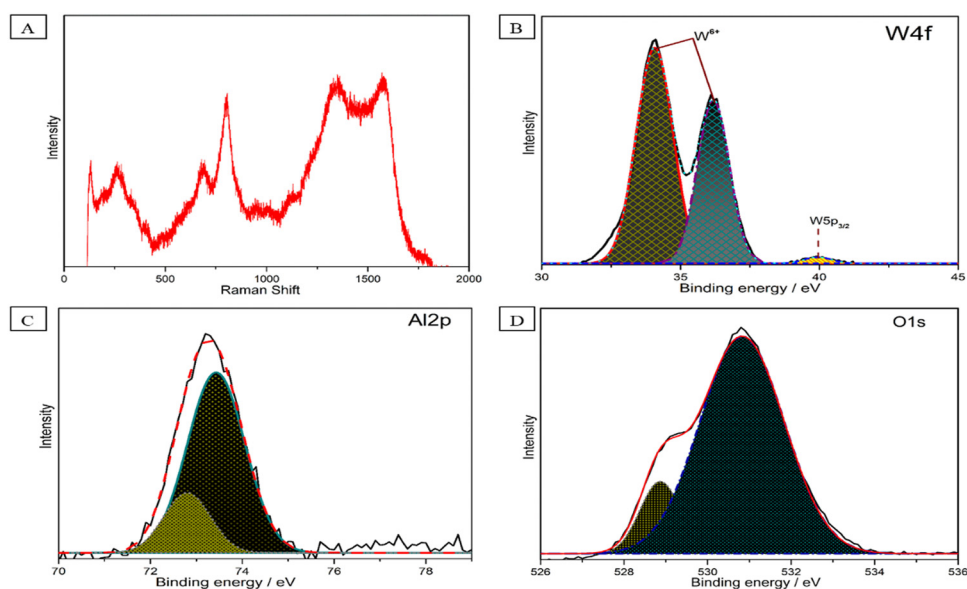 A
Intensity
0 500 1000 1500 2000
Raman Shift
B
W4f
W⁶⁺
W5p₃/₂
Intensity
30 35 40 45
Binding energy / eV
C
Al2p
Intensity
70 72 74 76 78
Binding energy / eV
D
O1s
Intensity
526 528 530 532 534 536
Binding energy / eV